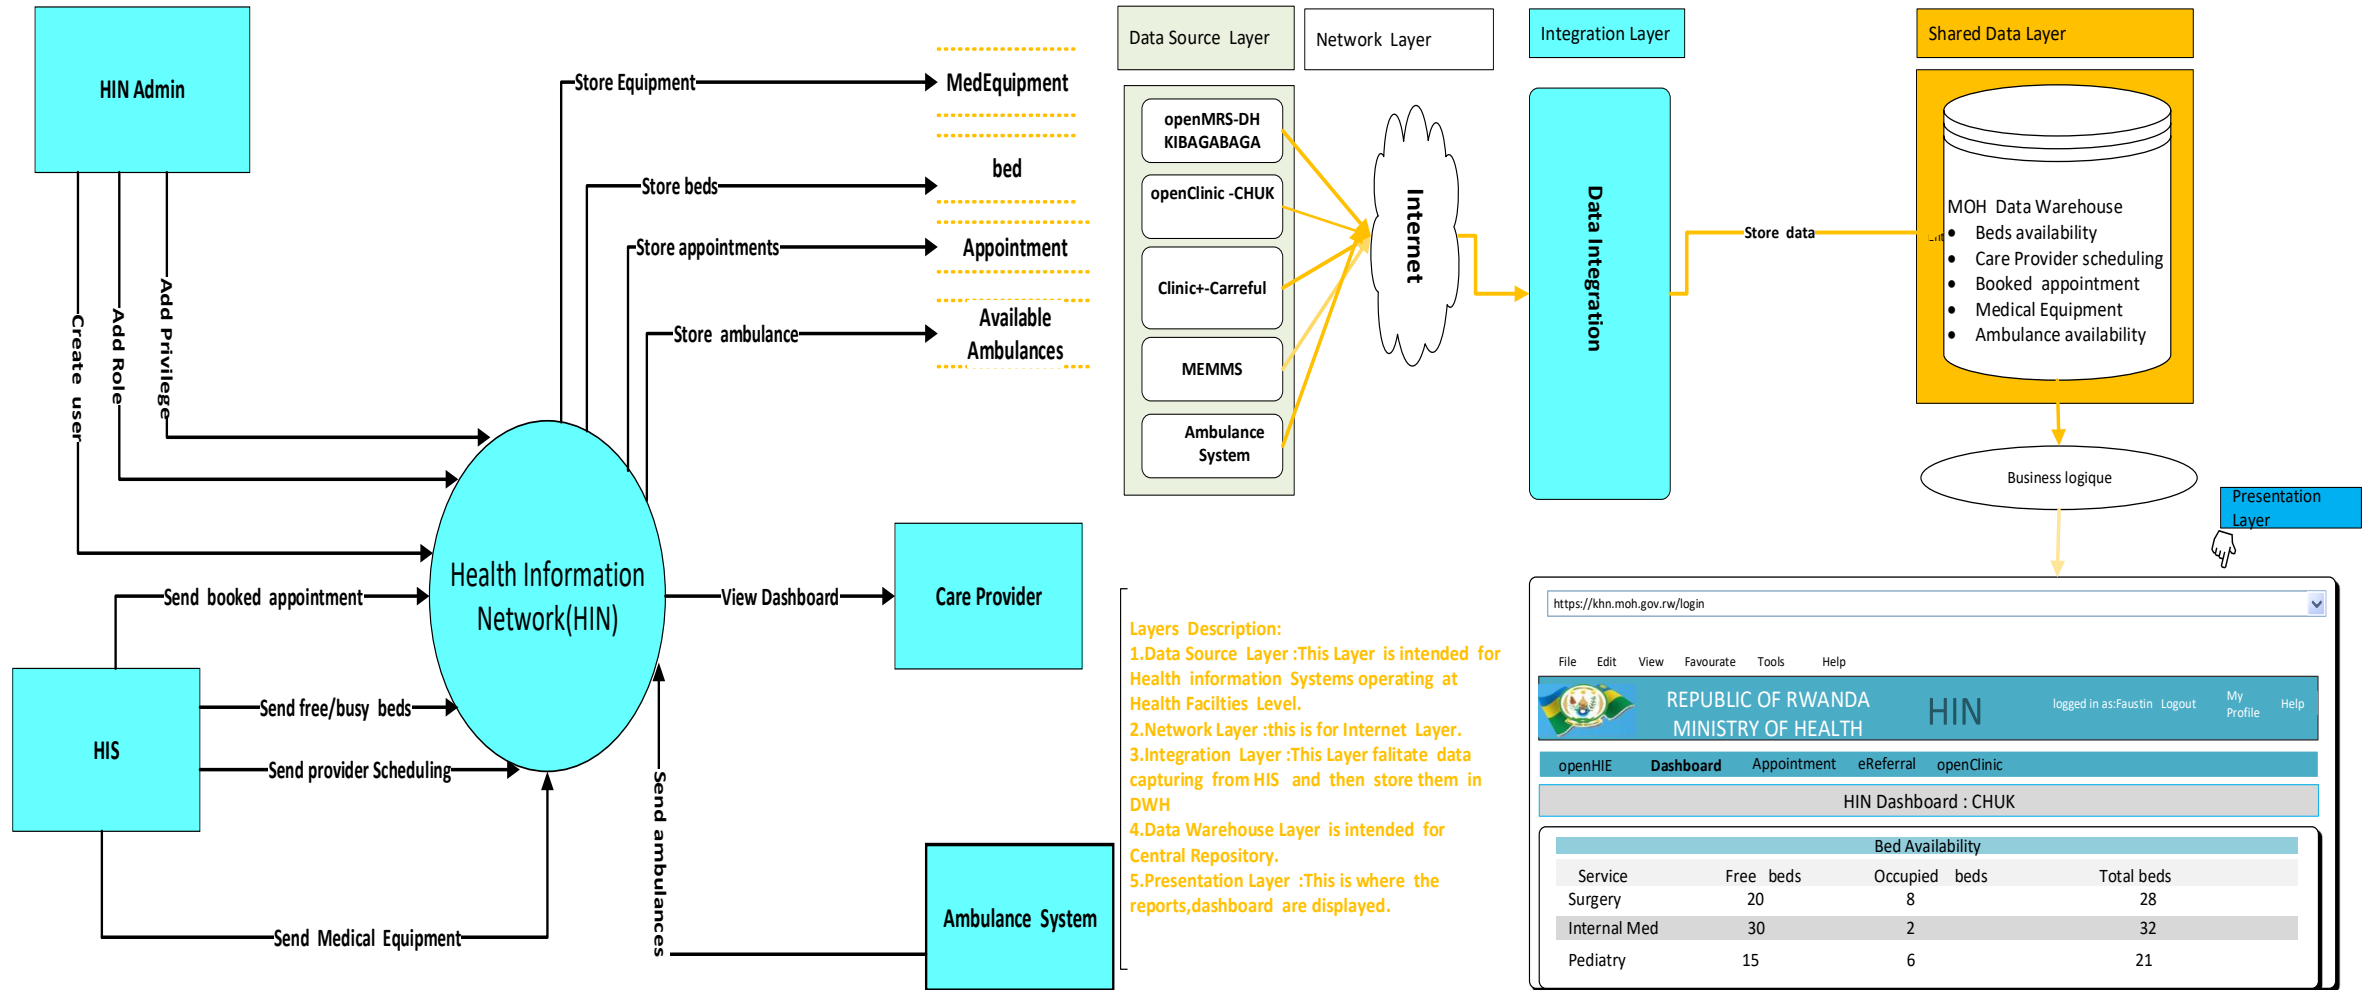 HIN Admin
Create user
Add Role
Add Privilege
Store Equipment
MedEquipment
Store beds
bed
Store appointments
Appointment
Store ambulance
Available
Ambulances
Health Information
Network(HIN)
Send booked appointment
HIS
Send free/busy beds
Send provider Scheduling
Send Medical Equipment
View Dashboard
Care Provider
Send ambulances
Ambulance System
Data Source Layer
Network Layer
Integration Layer
Shared Data Layer
openMRS-DH
KIBAGABAGA
openClinic -CHUK
Clinic+-Carreful
MEMMS
Ambulance
System
Internet
Data Integration
Store data
MOH Data Warehouse
• Beds availability
• Care Provider scheduling
• Booked appointment
• Medical Equipment
• Ambulance availability
Business logique
Presentation
Layer
Layers Description:
1.Data Source Layer :This Layer is intended for
Health information Systems operating at
Health Facilties Level.
2.Network Layer :this is for Internet Layer.
3.Integration Layer :This Layer falitate data
capturing from HIS and then store them in
DWH
4.Data Warehouse Layer is intended for
Central Repository.
5.Presentation Layer :This is where the
reports,dashboard are displayed.
https://khn.moh.gov.rw/login
File Edit View Favourate Tools Help
REPUBLIC OF RWANDA
MINISTRY OF HEALTH
HIN
logged in as:Faustin Logout
My
Profile
Help
openHIE Dashboard Appointment eReferral openClinic
HIN Dashboard : CHUK
Bed Availability
Service Free beds Occupied beds Total beds
Surgery 20 8 28
Internal Med 30 2 32
Pediatry 15 6 21